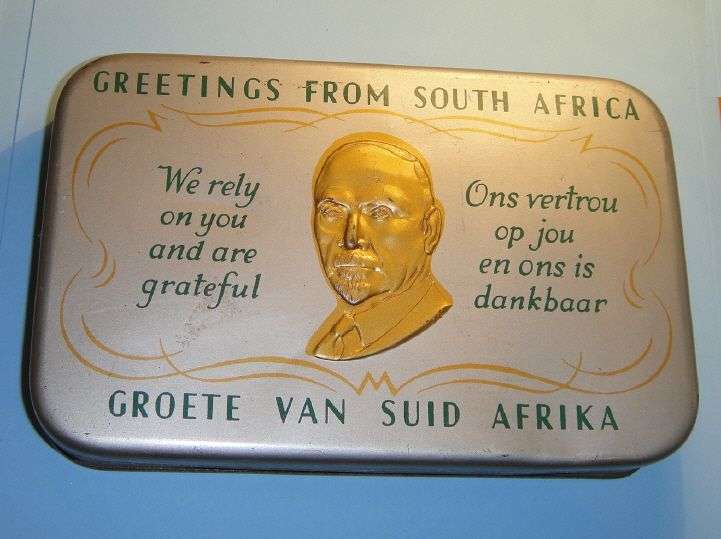 GREETINGS FROM SOUTH AFRICA
We rely
on you
and are
grateful
Ons vertrou
op jou
en ons is
dankbaar
GROETE VAN SUID AFRIKA